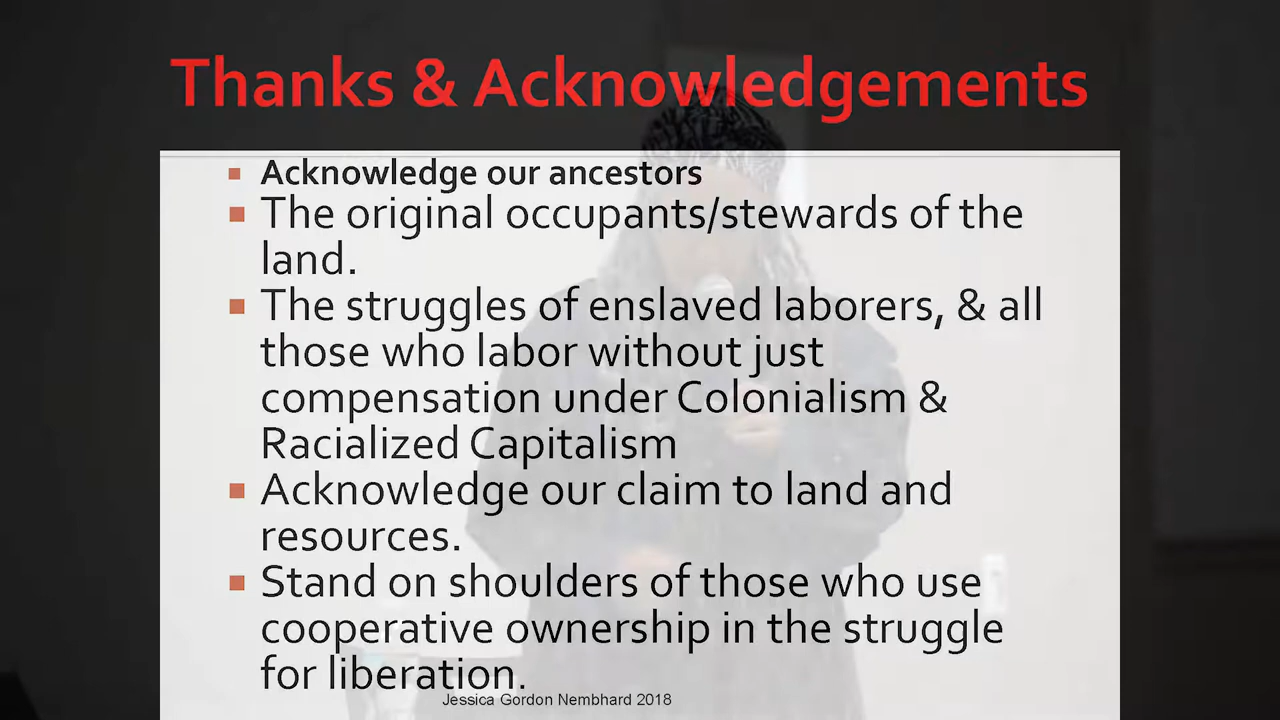 Thanks & Acknowledgements
Acknowledge our ancestors
The original occupants/stewards of the
land.
The struggles of enslaved laborers, & all
those who labor without just
compensation under Colonialism &
Racialized Capitalism
Acknowledge our claim to land and
resources.
Stand on shoulders of those who use
cooperative ownership in the struggle
for liberation.
Jessica Gordon Nembhard 2018